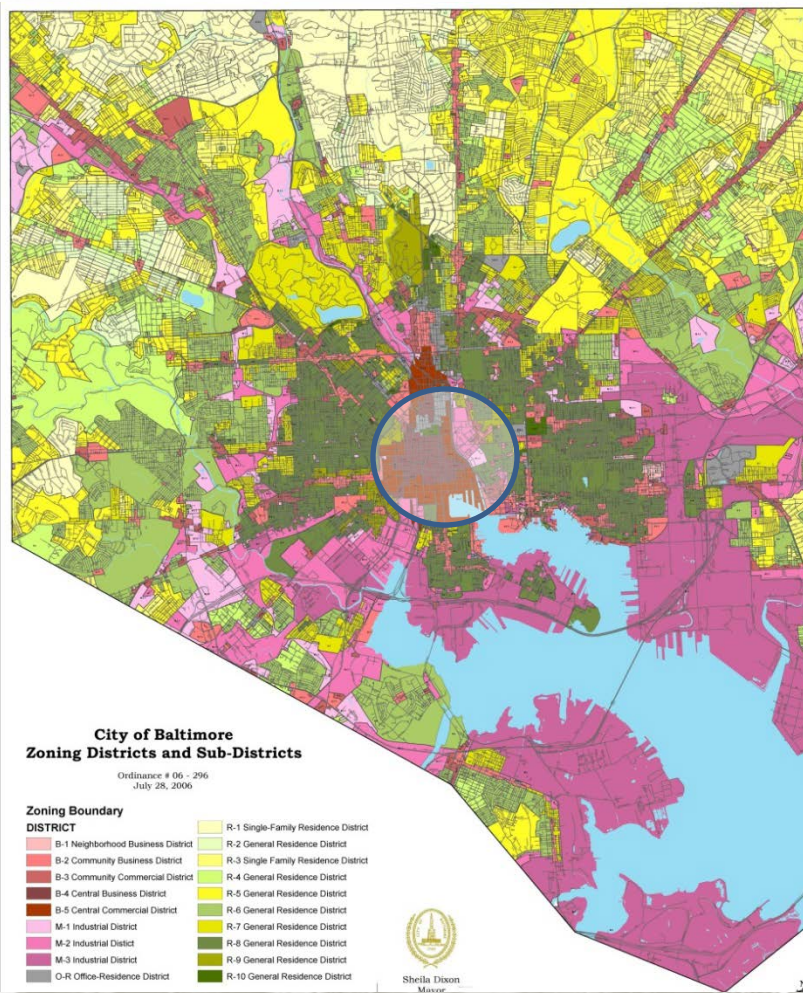 City of Baltimore
Zoning Districts and Sub-Districts
Ordinance # 06 - 296
July 28, 2006
Zoning Boundary
DISTRICT
B-1 Neighborhood Business District
B-2 Community Business District
B-3 Community Commercial District
B-4 Central Business District
B-5 Central Commercial District
M-1 Industrial District
M-2 Industrial Distict
M-3 Industrial District
O-R Office-Residence District
R-1 Single-Family Residence District
R-2 General Residence District
R-3 Single Family Residence District
R-4 General Residence District
R-5 General Residence District
R-6 General Residence District
R-7 General Residence District
R-8 General Residence District
R-9 General Residence District
R-10 General Residence District
Sheila Dixon
Mayor